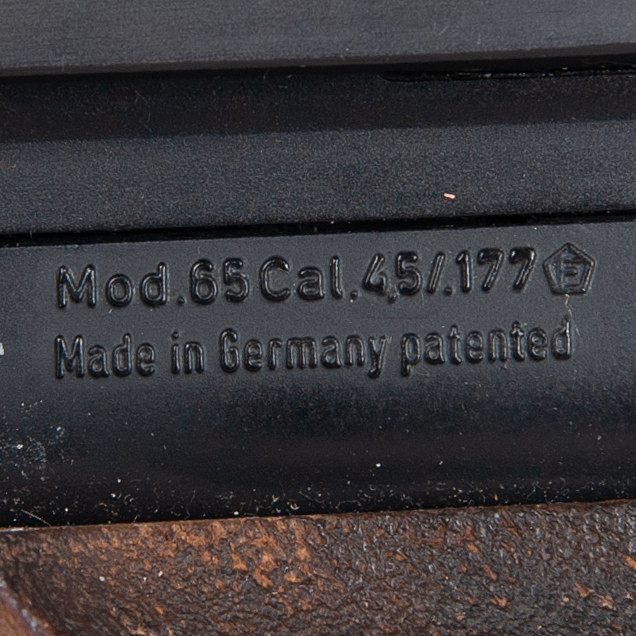 Mod.65 Cal. 4,5/.177 F
Made in Germany patented